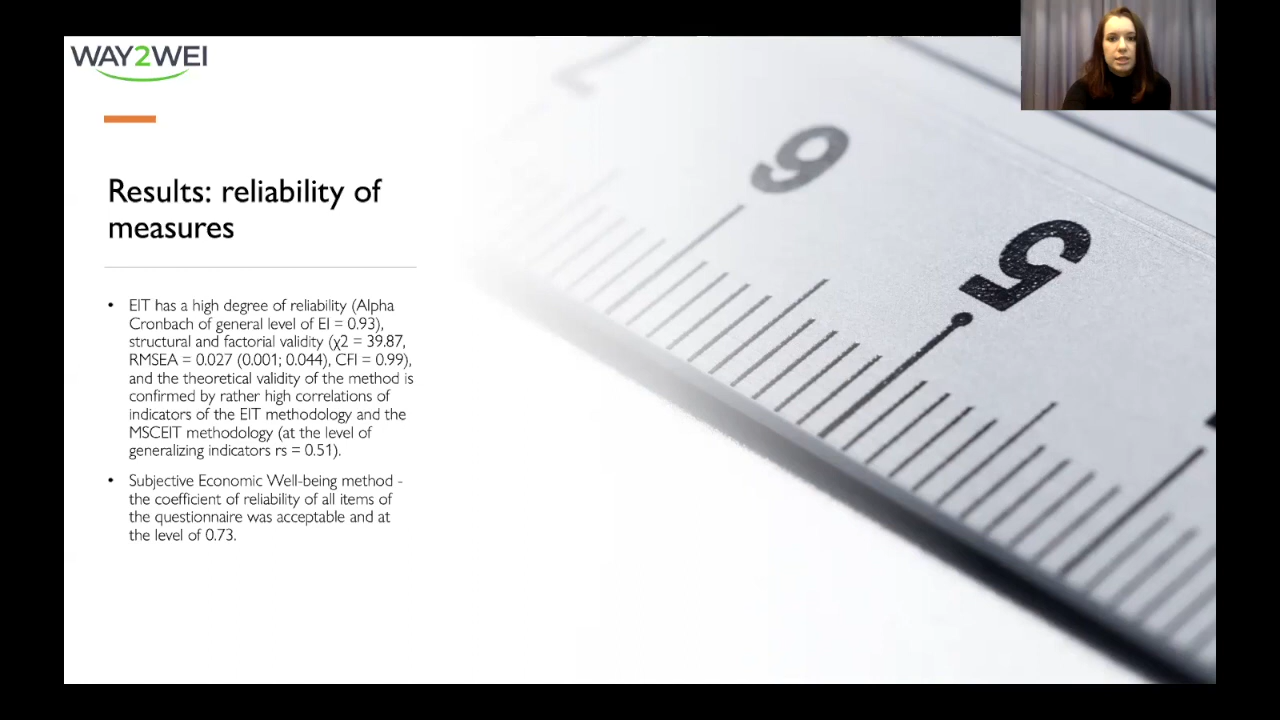 WAY2WEI
Results: reliability of
measures
• EIT has a high degree of reliability (Alpha
Cronbach of general level of EI = 0.93),
structural and factorial validity (χ2 = 39.87,
RMSEA = 0.027 (0.001; 0.044), CFI = 0.99),
and the theoretical validity of the method is
confirmed by rather high correlations of
indicators of the EIT methodology and the
MSCEIT methodology (at the level of
generalizing indicators rs = 0.51).
• Subjective Economic Well-being method -
the coefficient of reliability of all items of
the questionnaire was acceptable and at
the level of 0.73.
6
5